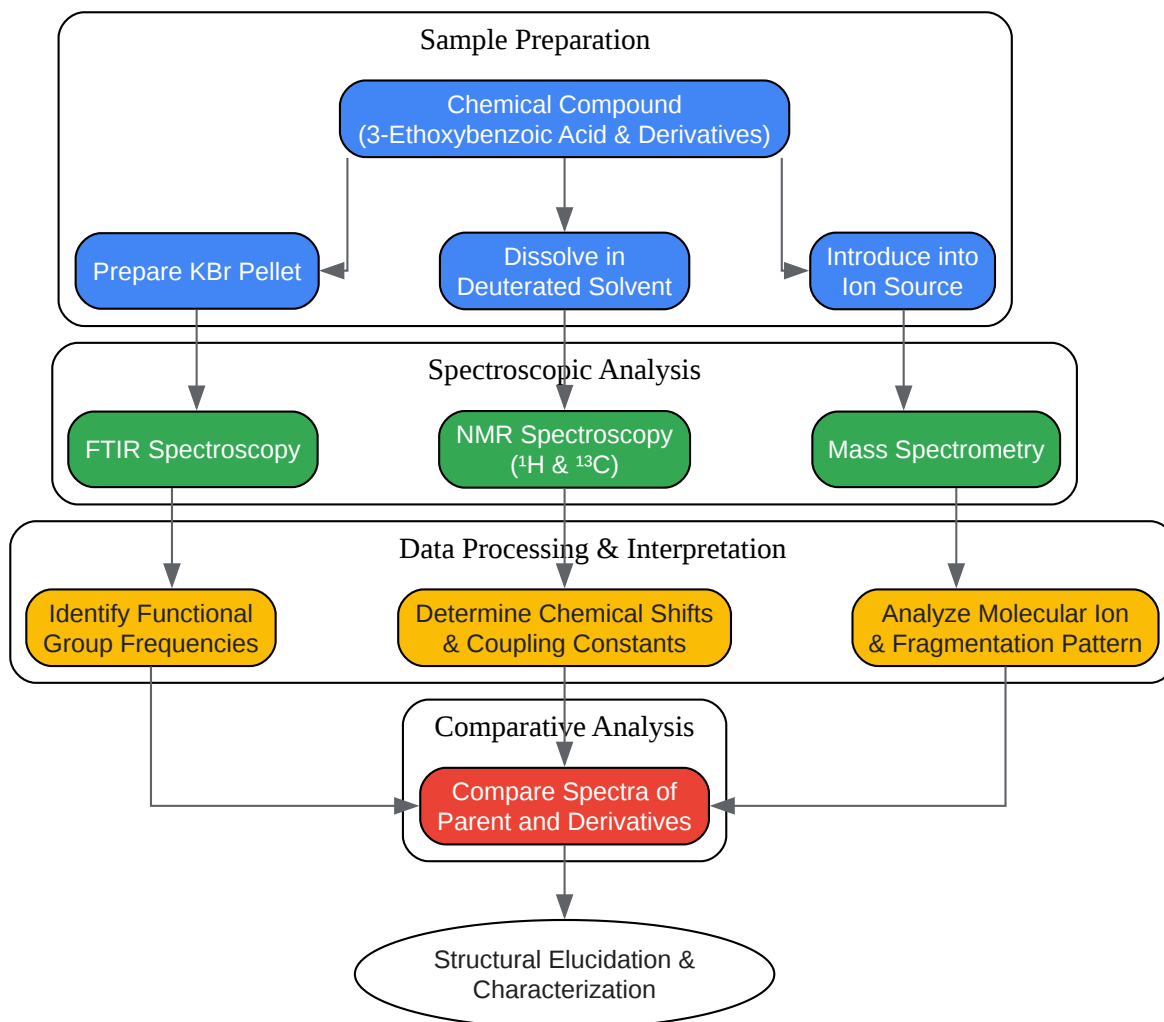 Sample Preparation
Chemical Compound
(3-Ethoxybenzoic Acid & Derivatives)
Prepare KBr Pellet
Dissolve in
Deuterated Solvent
Introduce into
Ion Source
Spectroscopic Analysis
FTIR Spectroscopy
NMR Spectroscopy
(¹H & ¹³C)
Mass Spectrometry
Data Processing & Interpretation
Identify Functional
Group Frequencies
Determine Chemical Shifts
& Coupling Constants
Analyze Molecular Ion
& Fragmentation Pattern
Comparative Analysis
Compare Spectra of
Parent and Derivatives
Structural Elucidation &
Characterization